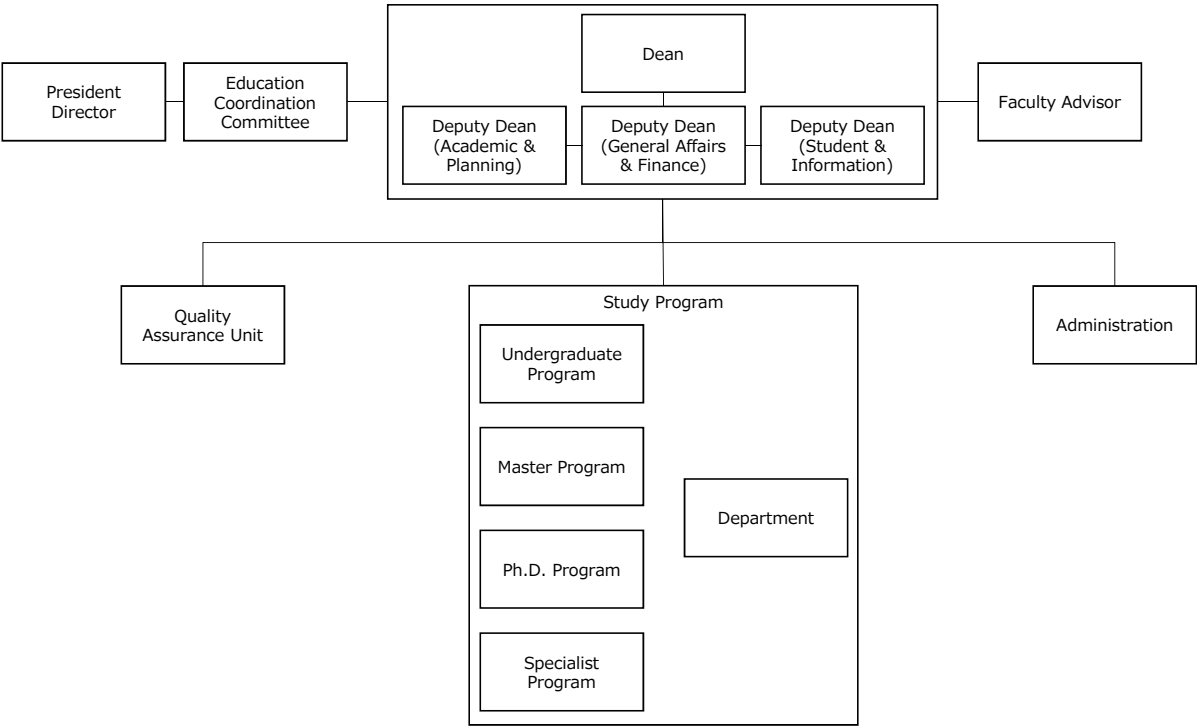 Dean
President
Director
Education
Coordination
Committee
Faculty Advisor
Deputy Dean
(Academic &
Planning)
Deputy Dean
(General Affairs
& Finance)
Deputy Dean
(Student &
Information)
Quality
Assurance Unit
Study Program
Administration
Undergraduate
Program
Master Program
Department
Ph.D. Program
Specialist
Program